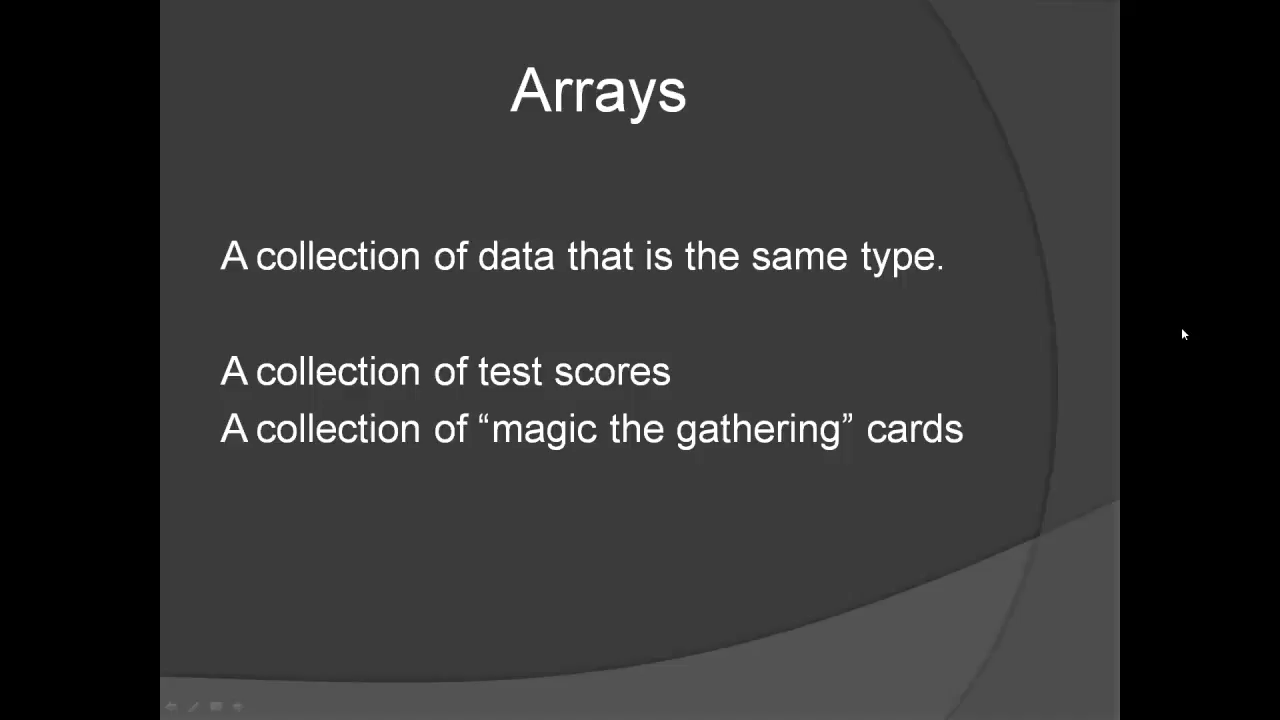 Arrays
A collection of data that is the same type.
A collection of test scores
A collection of “magic the gathering” cards